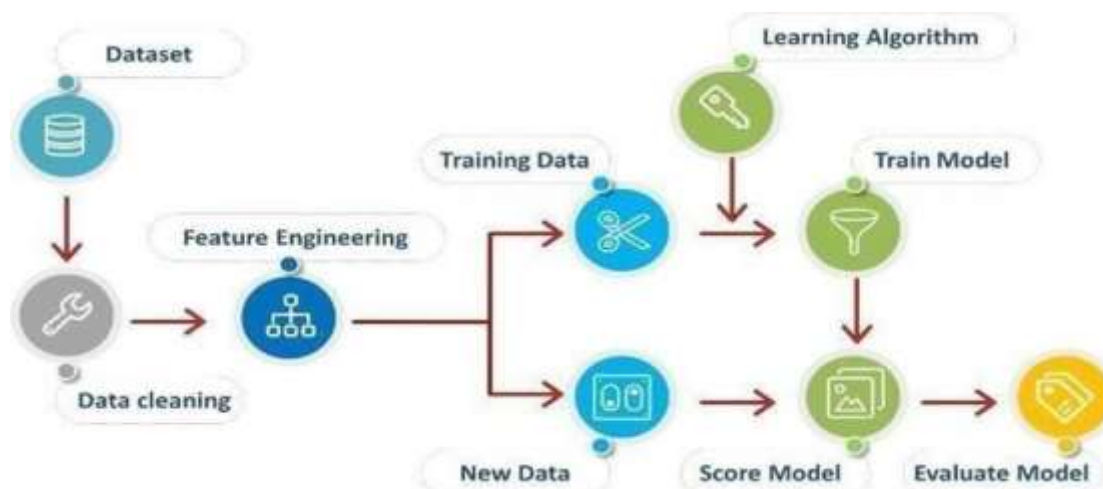 Dataset
Learning Algorithm
Training Data
Train Model
Feature Engineering
Data cleaning
New Data
Score Model
Evaluate Model